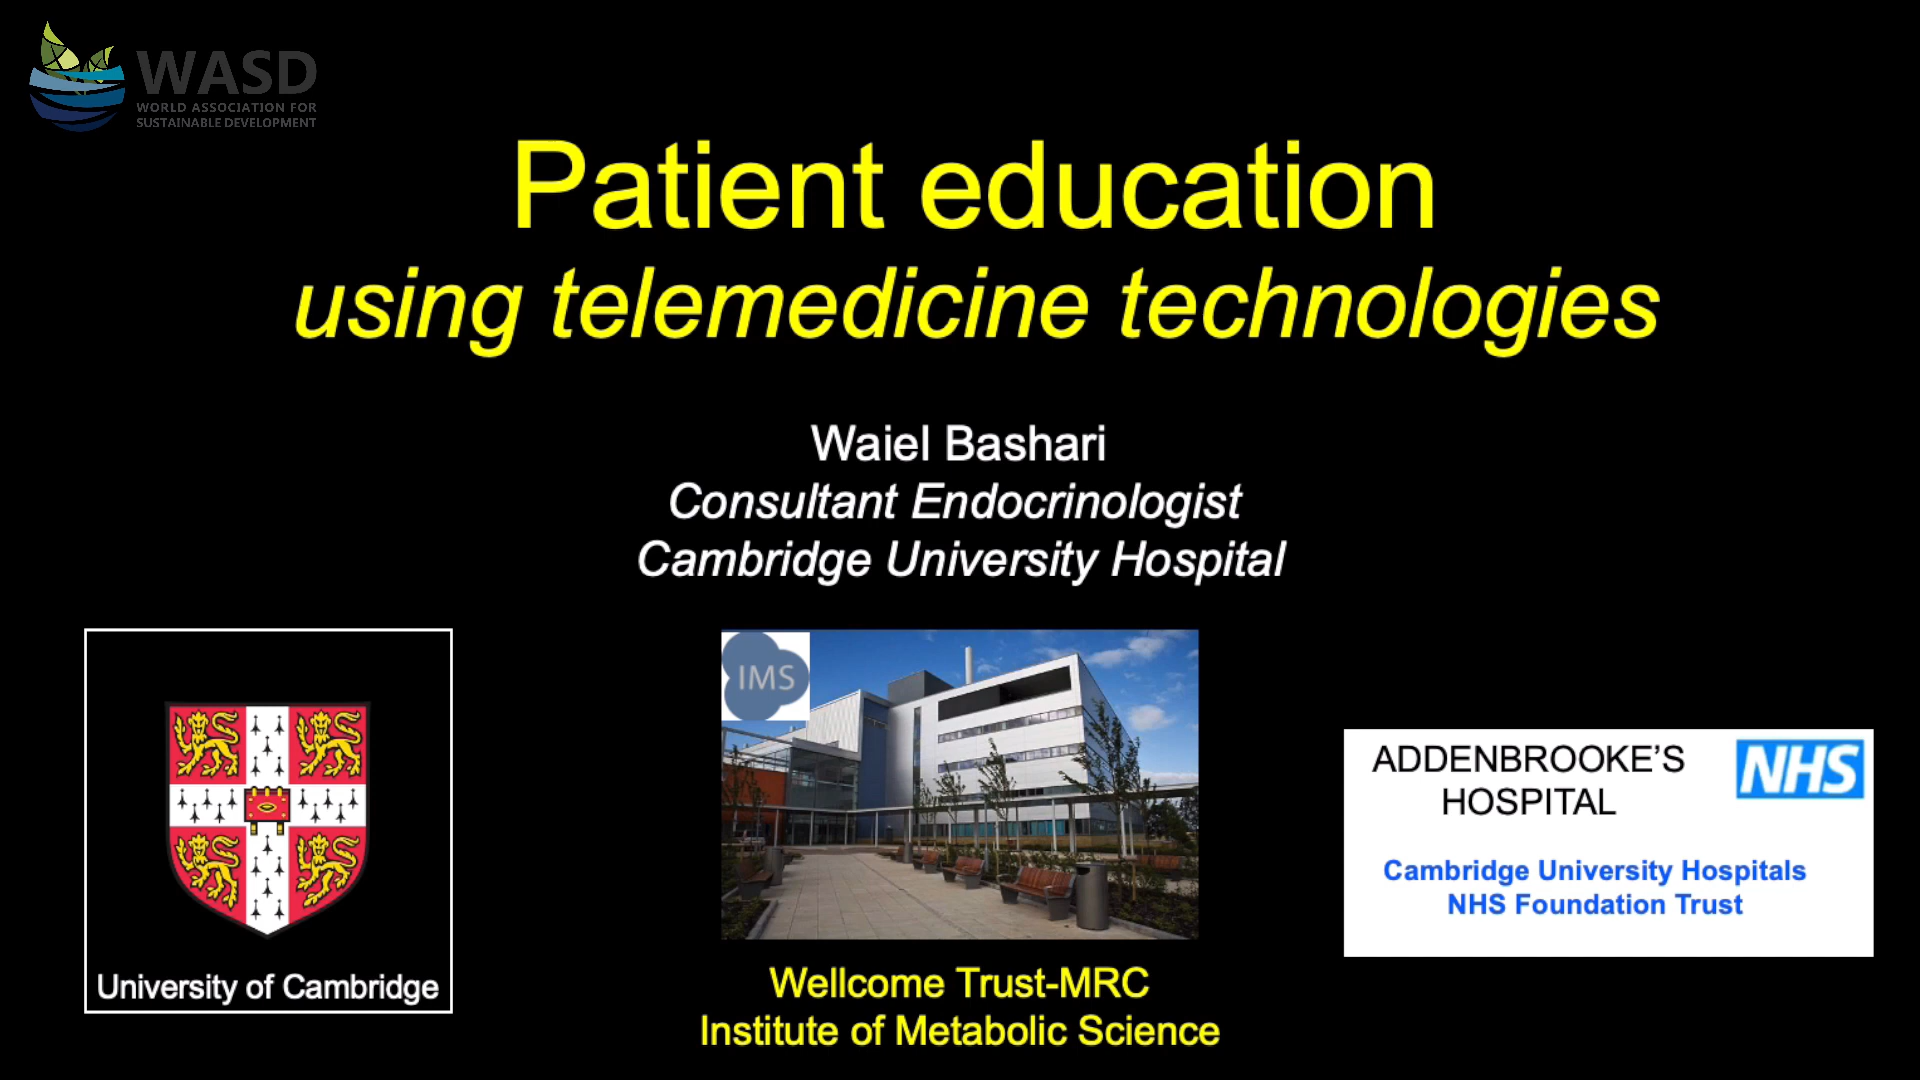 WASD
WORLD ASSOCIATION FOR
SUSTAINABLE DEVELOPMENT
Patient education
using telemedicine technologies
Waiel Bashari
Consultant Endocrinologist
Cambridge University Hospital
University of Cambridge
IMS
Wellcome Trust-MRC
Institute of Metabolic Science
ADDENBROOKE’S
HOSPITAL
NHS
Cambridge University Hospitals
NHS Foundation Trust